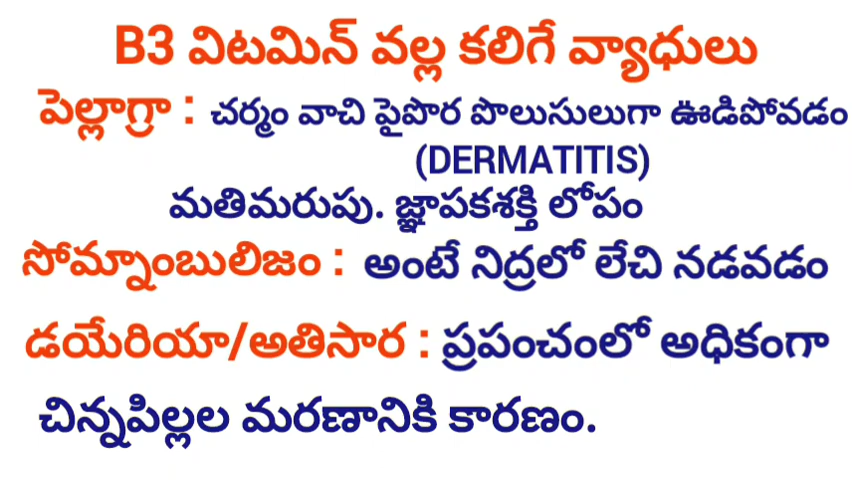 B3 విటమిన్ వల్ల కలిగే వ్యాధులు
పెల్లాగ్రా : చర్మం వాచి పైపొర పొలుసులుగా ఊడిపోవడం
(DERMATITIS)
మతిమరుపు. జ్ఞాపకశక్తి లోపం
సోమ్నాంబులిజం : అంటే నిద్రలో లేచి నడవడం
డయేరియా/అతిసార : ప్రపంచంలో అధికంగా
చిన్నపిల్లల మరణానికి కారణం.